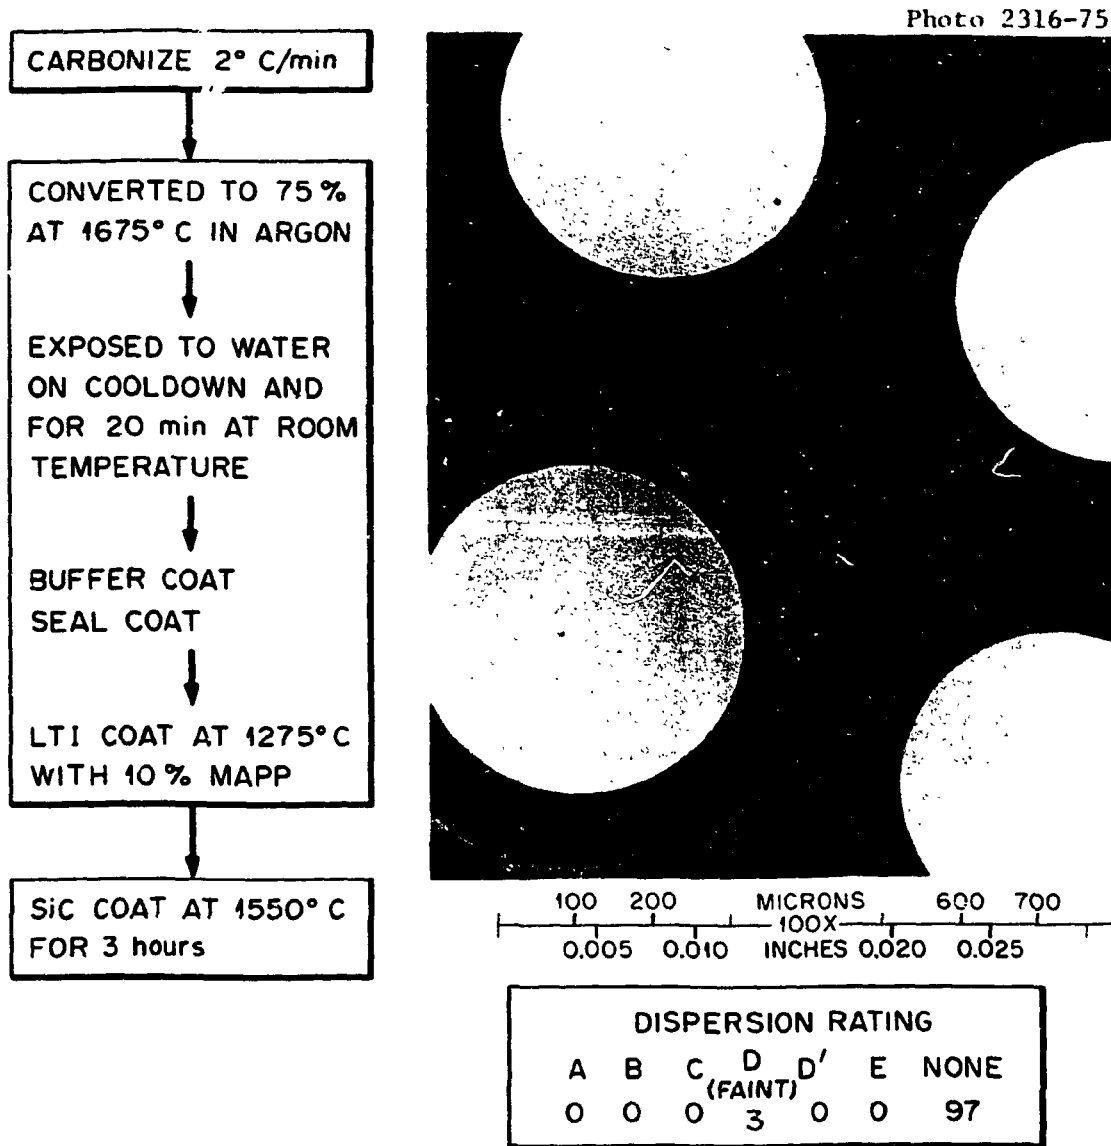 Photo 2316-75
CARBONIZE 2° C/min
CONVERTED TO 75%
AT 1675° C IN ARGON
EXPOSED TO WATER
ON COOLDOWN AND
FOR 20 min AT ROOM
TEMPERATURE
BUFFER COAT
SEAL COAT
LTI COAT AT 1275° C
WITH 10% MAPP
SiC COAT AT 1550° C
FOR 3 hours
100 200 MICRONS 600 700
100X
0.005 0.010 INCHES 0.020 0.025
DISPERSION RATING
A B C D D' E NONE
(FAINT)
0 0 0 3 0 0 97